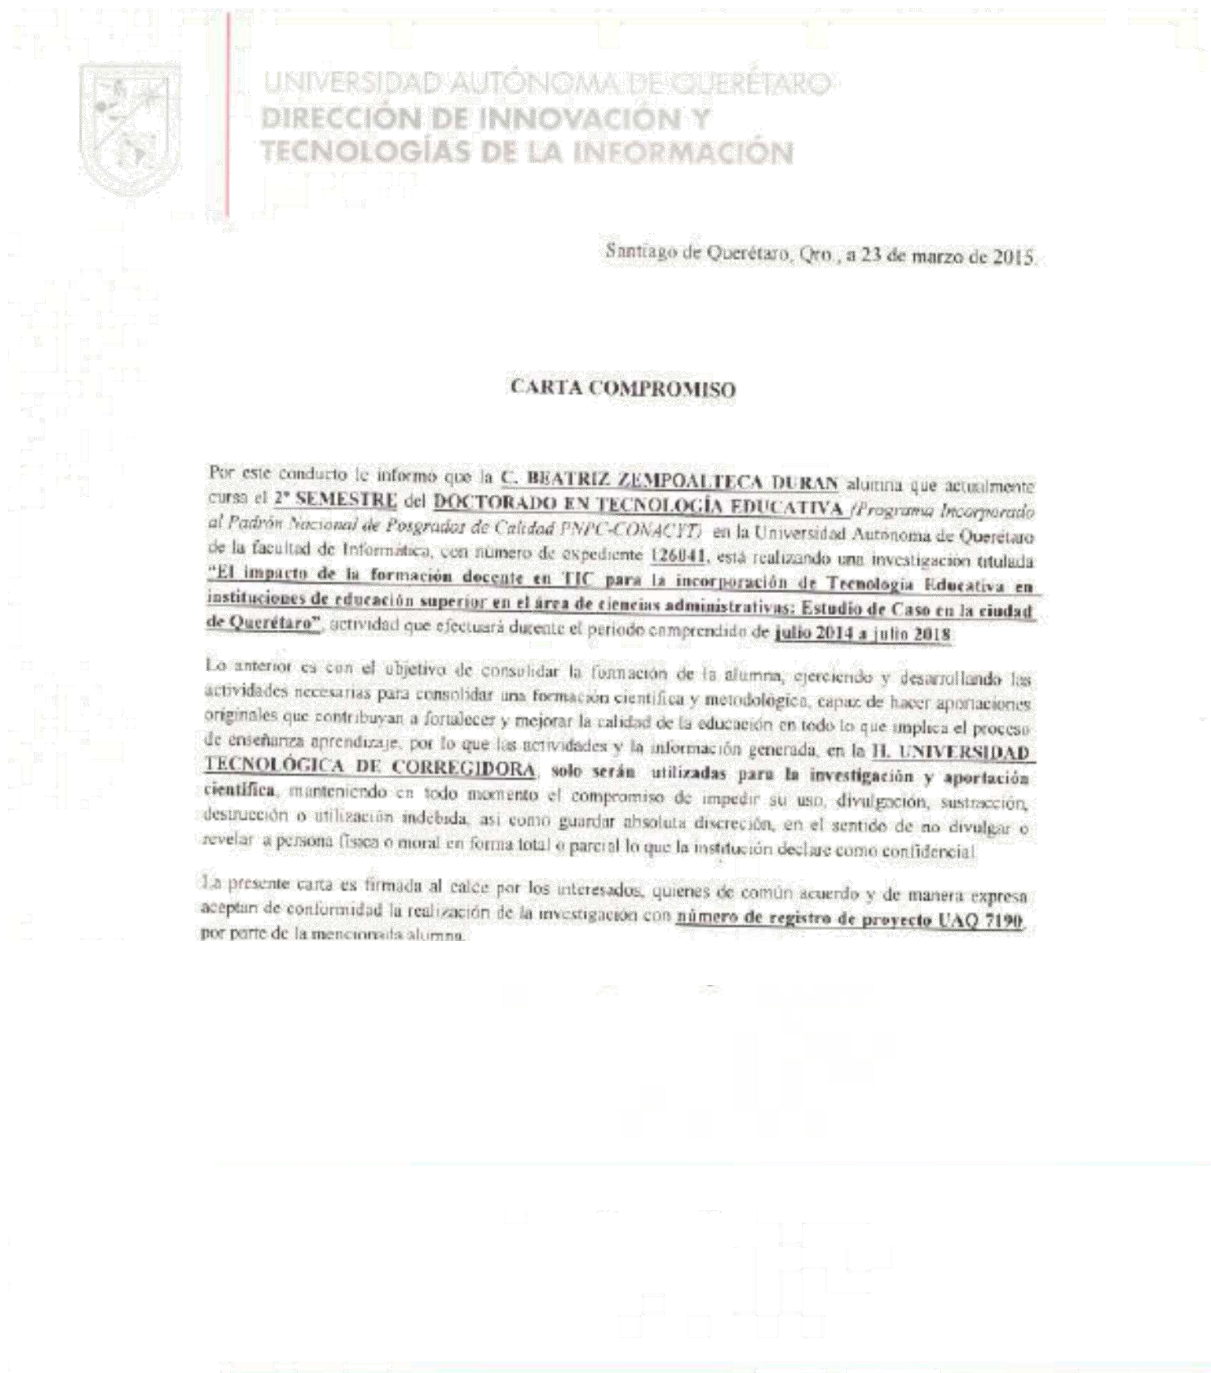 UNIVERSIDAD AUTÓNOMA DE QUERÉTARO
DIRECCIÓN DE INNOVACIÓN Y
TECNOLOGÍAS DE LA INFORMACIÓN
Santiago de Querétaro, Qro., a 23 de marzo de 2015.
CARTA COMPROMISO
Por este conducto le informo que la C. BEATRIZ ZEMPOALTECA DURAN alumna que actualmente
cursa el 2° SEMESTRE del DOCTORADO EN TECNOLOGÍA EDUCATIVA (Programa Incorporado
al Padrón Nacional de Posgrados de Calidad PNPC-CONACYT) en la Universidad Autónoma de Querétaro
de la facultad de Informática, con número de expediente 126041, está realizando una investigación titulada
"El impacto de la formación docente en TIC para la incorporación de Tecnología Educativa en
instituciones de educación superior en el área de ciencias administrativas: Estudio de Caso en la ciudad
de Querétaro", actividad que efectuará durante el periodo comprendido de julio 2014 a julio 2018.
Lo anterior es con el objetivo de consolidar la formación de la alumna, ejerciendo y desarrollando las
actividades necesarias para consolidar una formación científica y metodológica, capaz de hacer aportaciones
originales que contribuyan a fortalecer y mejorar la calidad de la educación en todo lo que implica el proceso
de enseñanza aprendizaje, por lo que las actividades y la información generada, en la H. UNIVERSIDAD
TECNOLÓGICA DE CORREGIDORA, solo serán utilizadas para la investigación y aportación
científica, manteniendo en todo momento el compromiso de impedir su uso, divulgación, sustracción,
destrucción o utilización indebida, así como guardar absoluta discreción, en el sentido de no divulgar o
revelar a persona física o moral en forma total o parcial lo que la institución declare como confidencial.
La presente carta es firmada al calce por los interesados, quienes de común acuerdo y de manera expresa
aceptan de conformidad la realización de la investigación con número de registro de proyecto UAQ 7190,
por parte de la mencionada alumna.